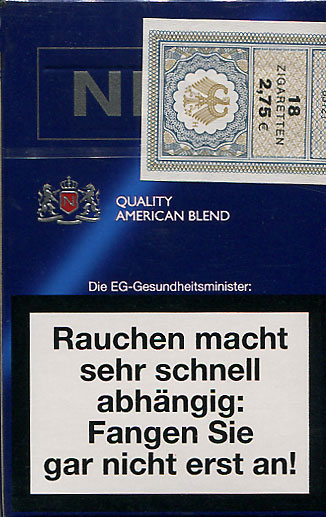 18
ZIGARETTEN
2,75€
QUALITY
AMERICAN BLEND
Die EG-Gesundheitsminister:
Rauchen macht
sehr schnell
abhängig:
Fangen Sie
gar nicht erst an!